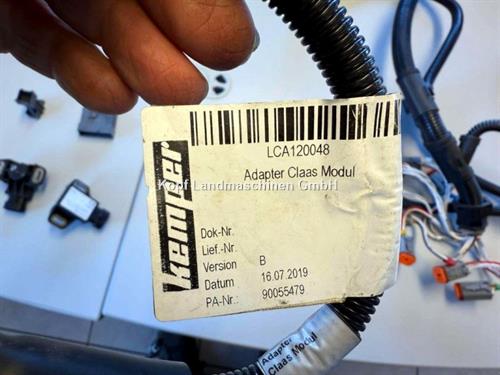 kemper
LCA120048
Adapter Claas Modul
Kopf Landmaschinen GmbH
Dok-Nr.
Lief.-Nr.
Version B
Datum 16.07.2019
PA-Nr.: 90055479
Adapter
Claas Modul